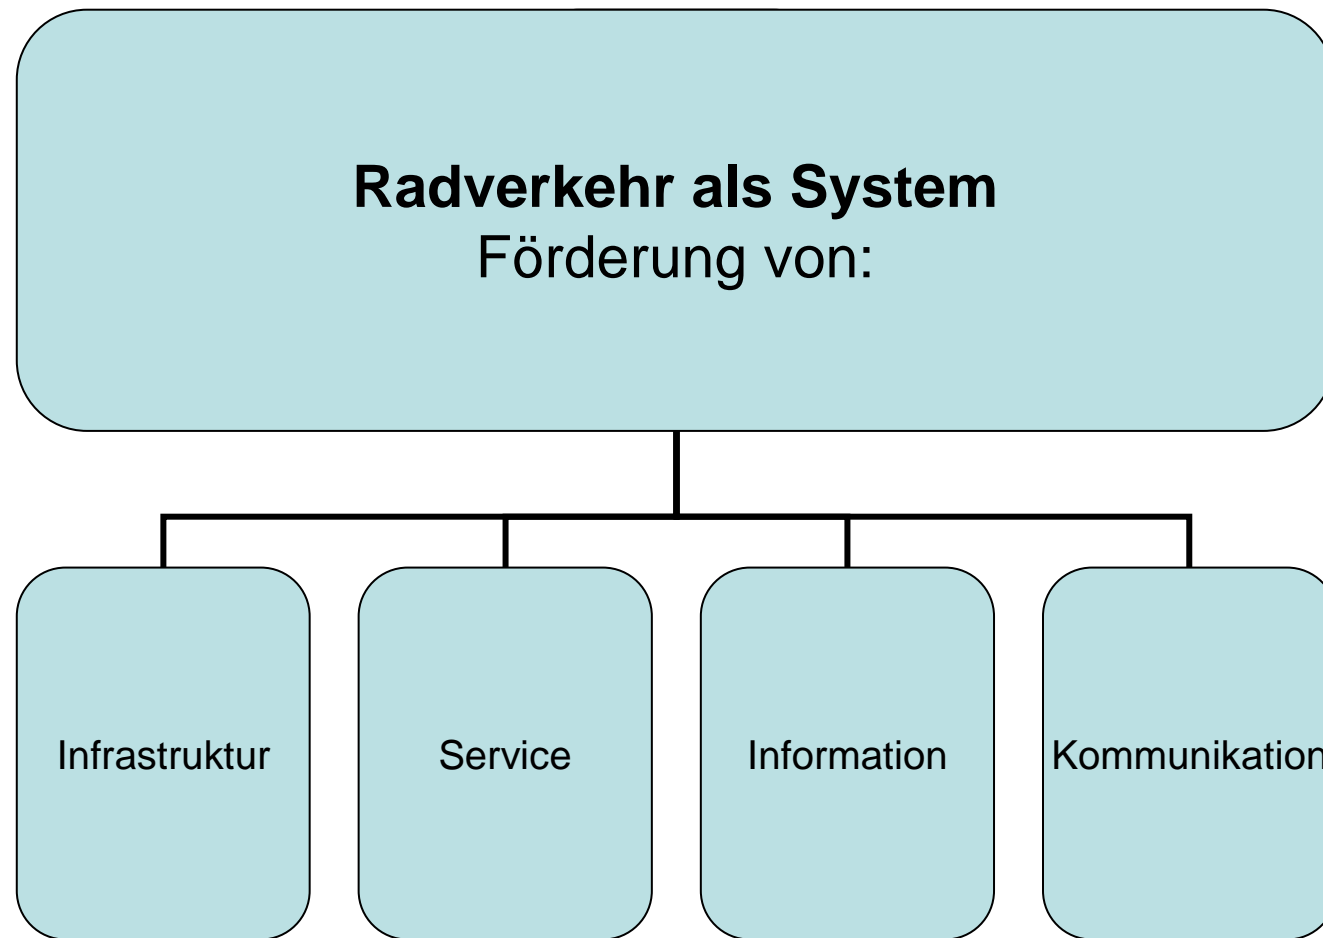 Radverkehr als System
Förderung von:
Infrastruktur
Service
Information
Kommunikation